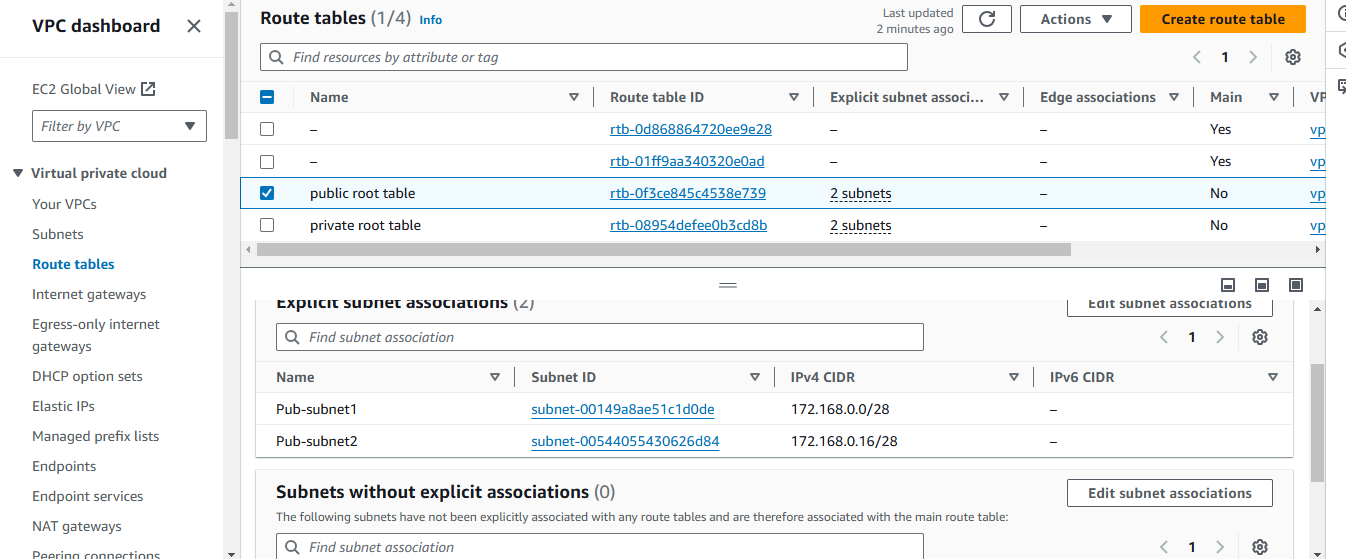 VPC dashboard
EC2 Global View
Filter by VPC
Virtual private cloud
Your VPCs
Subnets
Route tables
Internet gateways
Egress-only internet
gateways
DHCP option sets
Elastic IPs
Managed prefix lists
Endpoints
Endpoint services
NAT gateways
Peering connections
Route tables (1/4) Info
Last updated
2 minutes ago
Actions
Create route table
Find resources by attribute or tag
1
Name Route table ID Explicit subnet associ... Edge associations Main VP
– rtb-0d868864720ee9e28 – – Yes vp
– rtb-01ff9aa340320e0ad – – Yes vp
public root table rtb-0f3ce845c4538e739 2 subnets – No vp
private root table rtb-08954defee0b3cd8b 2 subnets – No vp
Explicit subnet associations (2)
Edit subnet associations
Find subnet association
1
Name Subnet ID IPv4 CIDR IPv6 CIDR
Pub-subnet1 subnet-00149a8ae51c1d0de 172.168.0.0/28 –
Pub-subnet2 subnet-00544055430626d84 172.168.0.16/28 –
Subnets without explicit associations (0)
Edit subnet associations
The following subnets have not been explicitly associated with any route tables and are therefore associated with the main route table:
Find subnet association
1